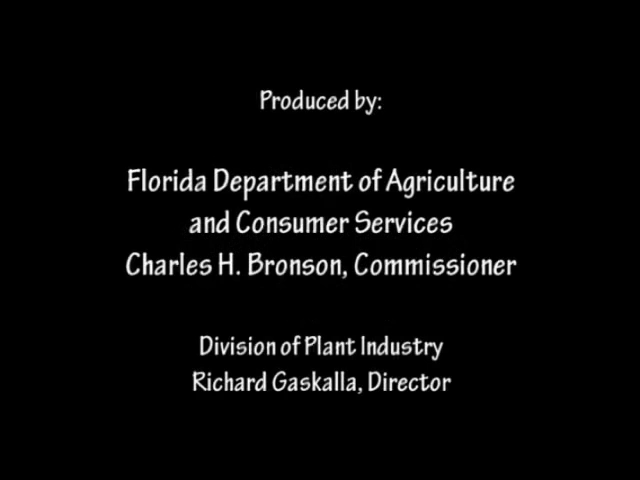 Produced by:
Florida Department of Agriculture
and Consumer Services
Charles H. Bronson, Commissioner
Division of Plant Industry
Richard Gaskalla, Director